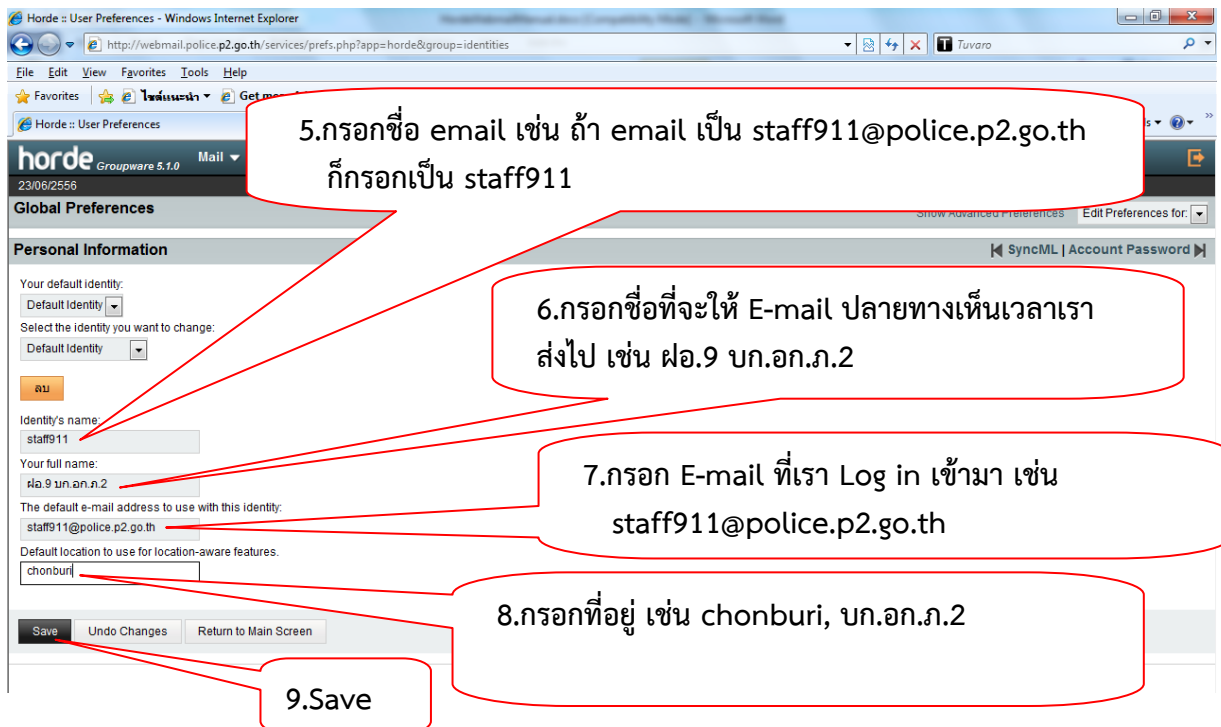 Horde :: User Preferences - Windows Internet Explorer
http://webmail.police.p2.go.th/services/prefs.php?app=horde&group=identities
Tuvaro
File Edit View Favorites Tools Help
Favorites ไซต์แนะนำ Get
Horde :: User Preferences
5.กรอกชื่อ email เช่น ถ้า email เป็น staff911@police.p2.go.th
ก็กรอกเป็น staff911
horde Groupware 5.1.0 Mail
23/06/2556
Global Preferences
Show Advanced Preferences Edit Preferences for:
Personal Information
SyncML | Account Password
Your default identity:
Default Identity
Select the identity you want to change:
Default Identity
ลบ
6.กรอกชื่อที่จะให้ E-mail ปลายทางเห็นเวลาเรา
ส่งไป เช่น ฝอ.9 บก.อก.ภ.2
Identity's name:
staff911
Your full name:
ฝอ.9 บก.อก.ภ.2
The default e-mail address to use with this identity:
staff911@police.p2.go.th
7.กรอก E-mail ที่เรา Log in เข้ามา เช่น
staff911@police.p2.go.th
Default location to use for location-aware features.
chonburi
8.กรอกที่อยู่ เช่น chonburi, บก.อก.ภ.2
Save Undo Changes Return to Main Screen
9.Save